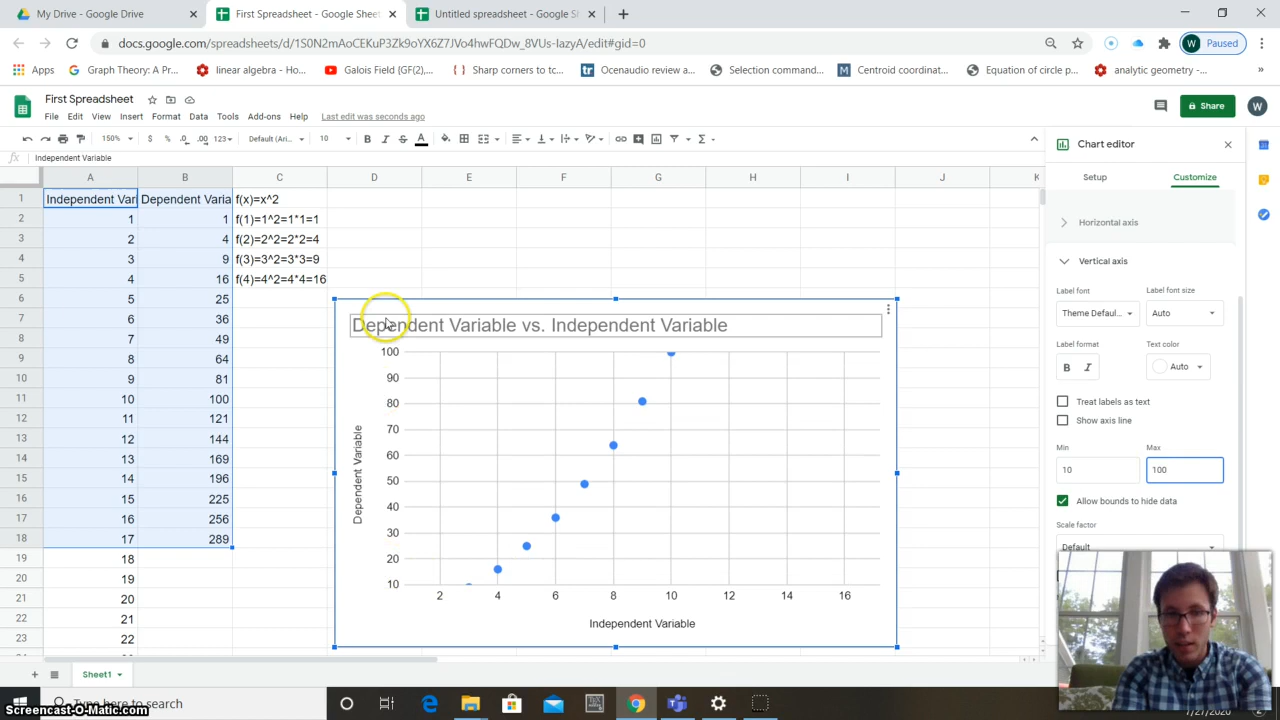 My Drive - Google Drive
First Spreadsheet - Google Sh
Untitled spreadsheet - Google Sh
docs.google.com/spreadsheets/d/1S0N2mAoCEKuP3Zk9oYX6Z7JVo4hrFQDw_8VOs-IazyA/edit#gid=0
W Paused
Apps
Graph Theory: A Pr...
linear algebra - Ho...
Galois Field (GF(2),...
Sharp corners to tc...
Ocenaudio review a...
Selection command...
Centroid coordinat...
Equation of circle p...
analytic geometry -...
First Spreadsheet
File Edit View Insert Format Data Tools Add-ons Help Last edit was seconds ago
Share
W
150% $ % .0 .00 123 Default (Ari... 10 B I S A
fx Independent Variable
A B C D E F G H I J K
1 Independent Vari Dependent Varia f(x)=x^2
2 1 1 f(1)=1^2=1*1=1
3 2 4 f(2)=2^2=2*2=4
4 3 9 f(3)=3^2=3*3=9
5 4 16 f(4)=4^2=4*4=16
6 5 25
7 6 36
8 7 49
9 8 64
10 9 81
11 10 100
12 11 121
13 12 144
14 13 169
15 14 196
16 15 225
17 16 256
18 17 289
19 18
20 19
21 20
22 21
23 22
Dependent Variable vs. Independent Variable
100
90
80
70
60
50
40
30
20
10
Dependent Variable
2 4 6 8 10 12 14 16
Independent Variable
Chart editor
Setup Customize
Horizontal axis
Vertical axis
Label font Label font size
Theme Defaul... Auto
Label format Text color
B I Auto
Treat labels as text
Show axis line
Min Max
10 100
Allow bounds to hide data
Scale factor
Default
Sheet1
Type here to search
7/27/2020
Screencast-O-Matic.com